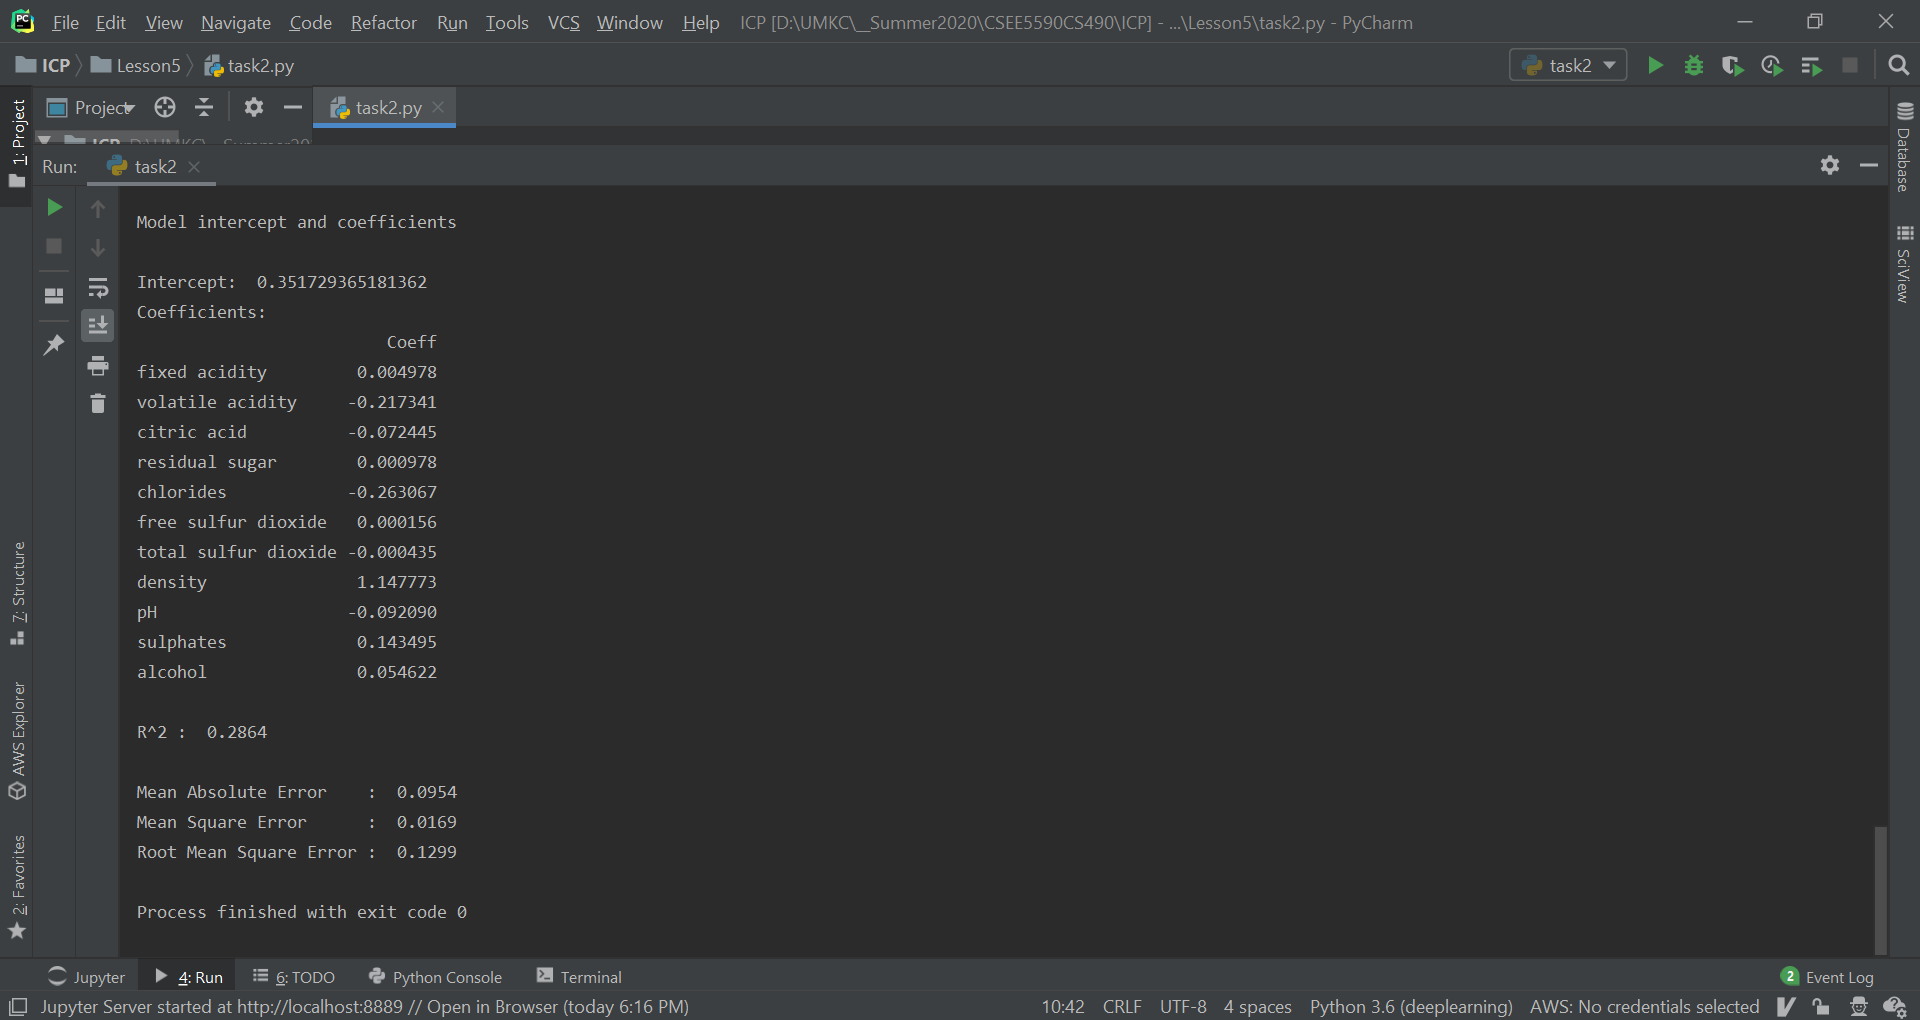 File Edit View Navigate Code Refactor Run Tools VCS Window Help ICP [D:\UMKC\__Summer2020\CSEE5590CS490\ICP] - ...\Lesson5\task2.py - PyCharm
ICP Lesson5 task2.py task2
Project task2.py
ICP D:\UMKC\__Summer20
Run: task2
1: Project
7: Structure
AWS Explorer
2: Favorites
Database
SciView
Model intercept and coefficients
Intercept:  0.351729365181362
Coefficients:
Coeff
fixed acidity 0.004978
volatile acidity -0.217341
citric acid -0.072445
residual sugar 0.000978
chlorides -0.263067
free sulfur dioxide 0.000156
total sulfur dioxide -0.000435
density 1.147773
pH -0.092090
sulphates 0.143495
alcohol 0.054622
R^2 :  0.2864
Mean Absolute Error    :  0.0954
Mean Square Error      :  0.0169
Root Mean Square Error :  0.1299
Process finished with exit code 0
Jupyter 4: Run 6: TODO Python Console Terminal 2 Event Log
Jupyter Server started at http://localhost:8889 // Open in Browser (today 6:16 PM) 10:42 CRLF UTF-8 4 spaces Python 3.6 (deeplearning) AWS: No credentials selected